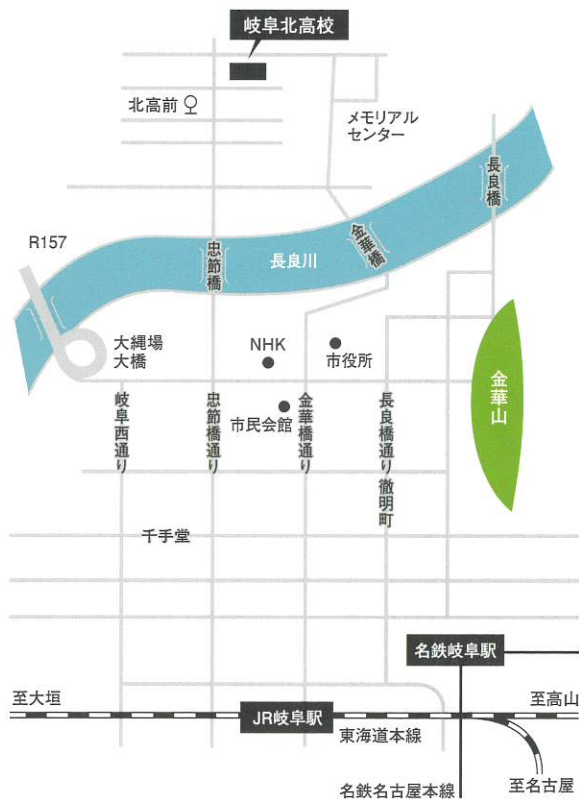 岐阜北高校
北高前
メモリアル
センター
長良橋
R157
金華橋
忠節橋
長良川
大縄場
大橋
NHK
市役所
金華山
市民会館
岐阜西通り
忠節橋通り
金華橋通り
長良橋通り
徹明町
千手堂
名鉄岐阜駅
至大垣
至高山
JR岐阜駅
東海道本線
名鉄名古屋本線
至名古屋